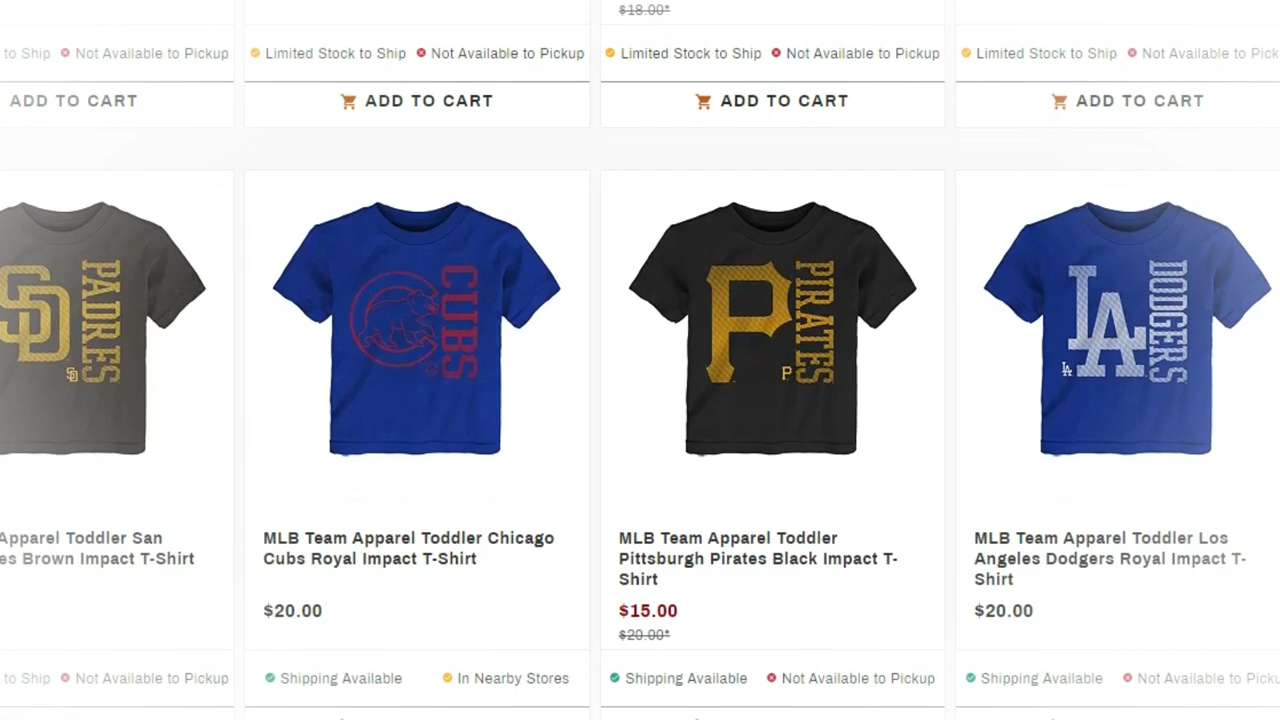 $18.00*
to Ship Not Available to Pickup
Limited Stock to Ship Not Available to Pickup
Limited Stock to Ship Not Available to Pickup
Limited Stock to Ship Not Available to Pick
ADD TO CART
ADD TO CART
ADD TO CART
ADD TO CART
SD
PADRES
SD
CUBS
P
PIRATES
P
LA
DODGERS
LA
Apparel Toddler San
es Brown Impact T-Shirt
MLB Team Apparel Toddler Chicago
Cubs Royal Impact T-Shirt
$20.00
MLB Team Apparel Toddler
Pittsburgh Pirates Black Impact T-
Shirt
$15.00
$20.00*
MLB Team Apparel Toddler Los
Angeles Dodgers Royal Impact T-
Shirt
$20.00
to Ship Not Available to Pickup
Shipping Available In Nearby Stores
Shipping Available Not Available to Pickup
Shipping Available Not Available to Picku